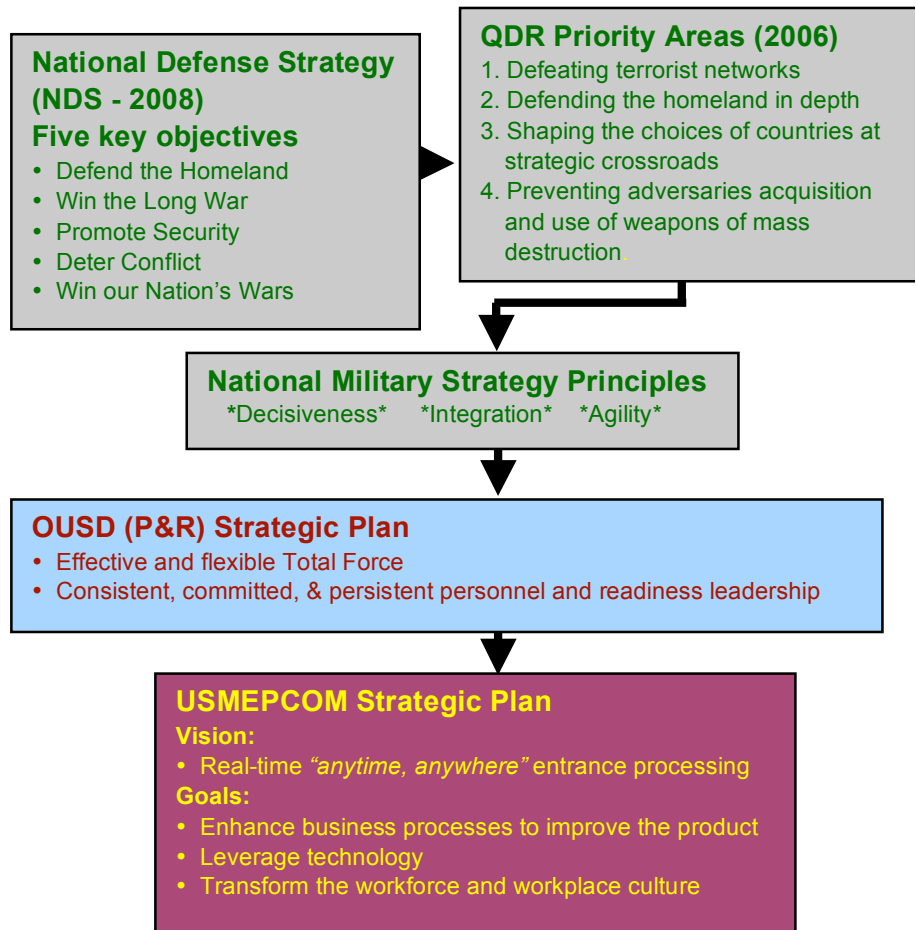 National Defense Strategy
(NDS - 2008)
Five key objectives
• Defend the Homeland
• Win the Long War
• Promote Security
• Deter Conflict
• Win our Nation’s Wars
QDR Priority Areas (2006)
1. Defeating terrorist networks
2. Defending the homeland in depth
3. Shaping the choices of countries at
strategic crossroads
4. Preventing adversaries acquisition
and use of weapons of mass
destruction.
National Military Strategy Principles
*Decisiveness* *Integration* *Agility*
OUSD (P&R) Strategic Plan
• Effective and flexible Total Force
• Consistent, committed, & persistent personnel and readiness leadership
USMEPCOM Strategic Plan
Vision:
• Real-time “anytime, anywhere” entrance processing
Goals:
• Enhance business processes to improve the product
• Leverage technology
• Transform the workforce and workplace culture